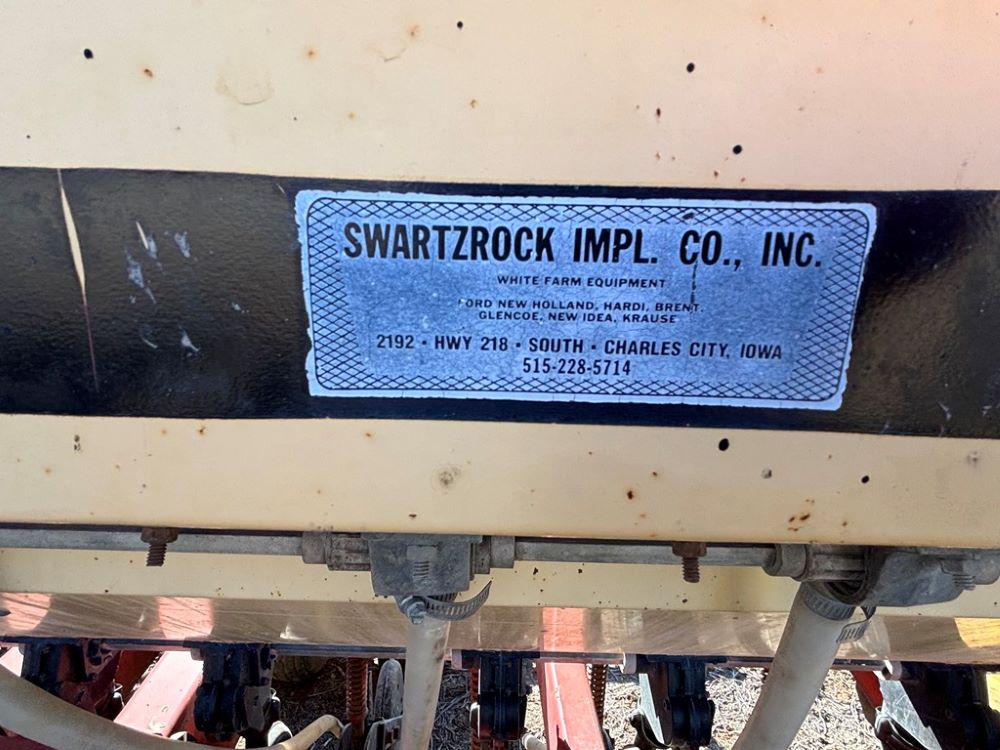 SWARTZROCK IMPL. CO., INC.
WHITE FARM EQUIPMENT
FORD NEW HOLLAND, HARDI, BRENT,
GLENCOE, NEW IDEA, KRAUSE
2192 • HWY 218 • SOUTH • CHARLES CITY, IOWA
515-228-5714